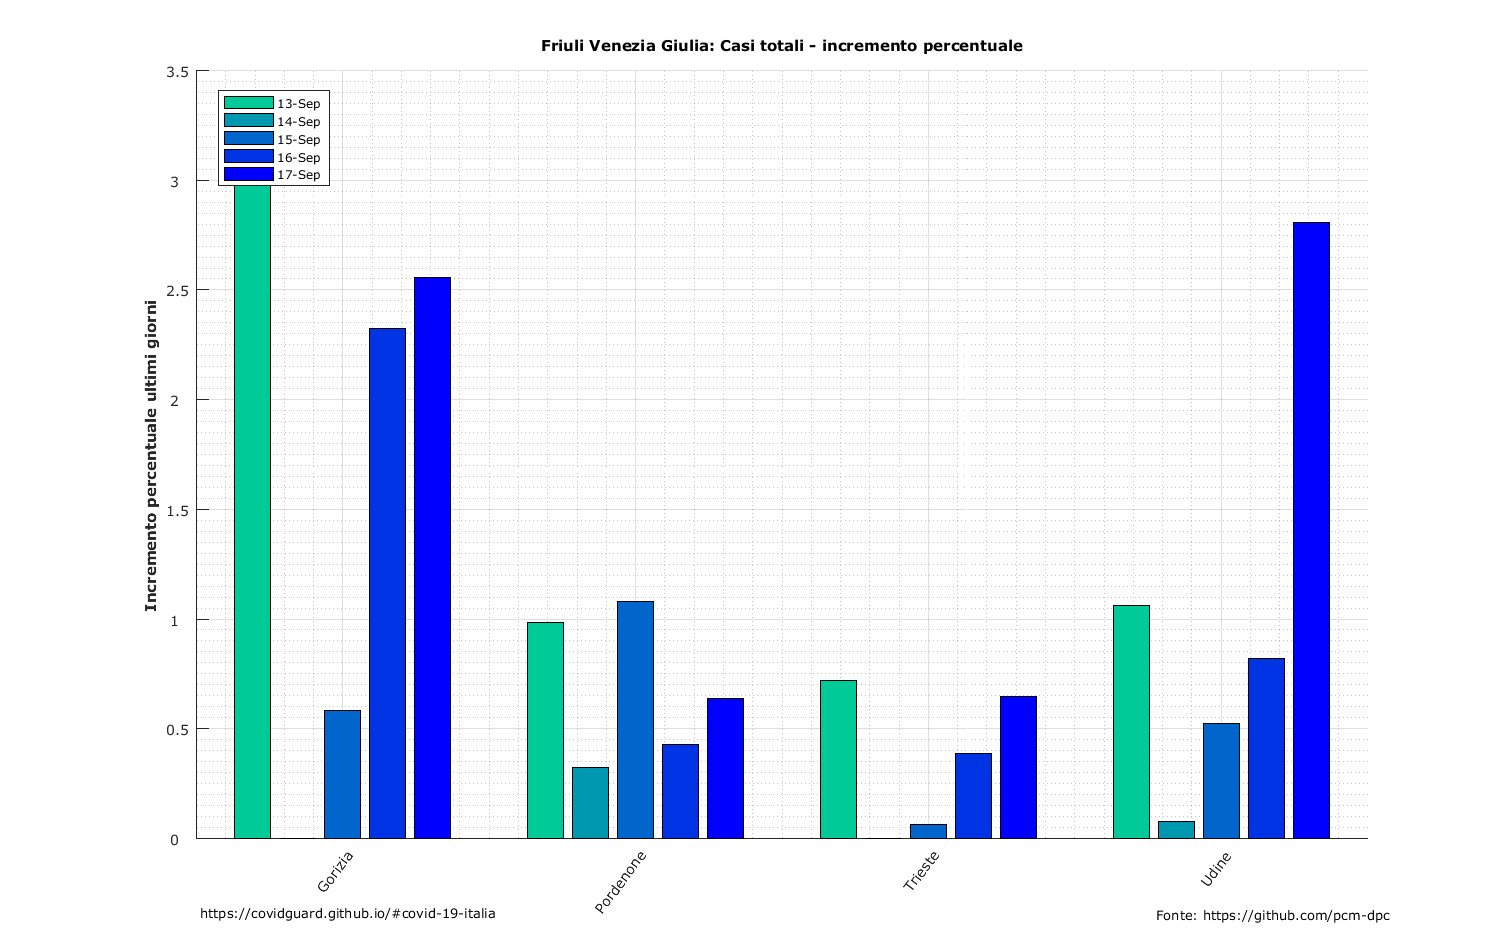 Friuli Venezia Giulia: Casi totali - incremento percentuale
3.5
3
2.5
2
1.5
1
0.5
0
Incremento percentuale ultimi giorni
13-Sep
14-Sep
15-Sep
16-Sep
17-Sep
Gorizia
Pordenone
Trieste
Udine
https://covidguard.github.io/#covid-19-italia
Fonte: https://github.com/pcm-dpc